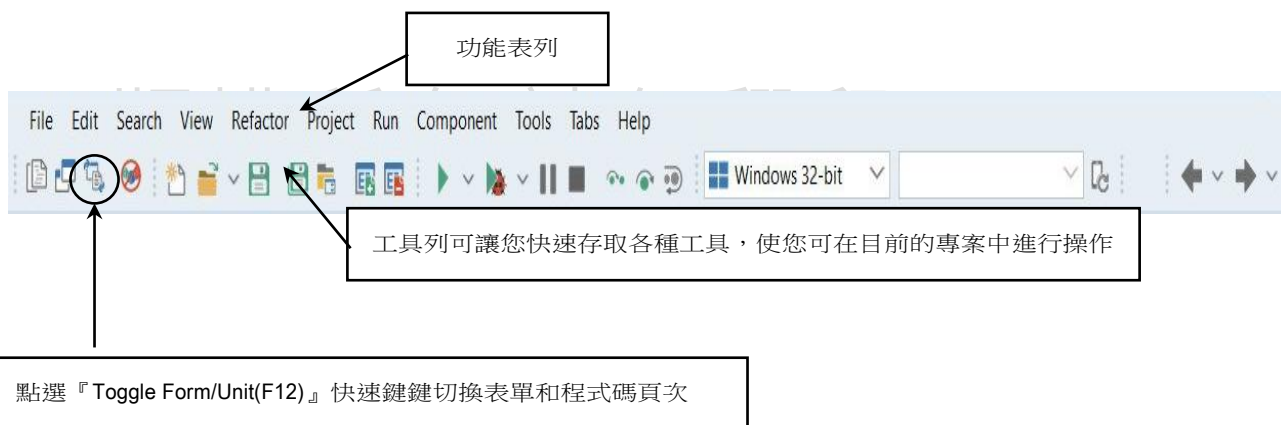 功能表列
File Edit Search View Refactor Project Run Component Tools Tabs Help
Windows 32-bit
工具列可讓您快速存取各種工具，使您可在目前的專案中進行操作
點選『Toggle Form/Unit(F12)』快速鍵鍵切換表單和程式碼頁次